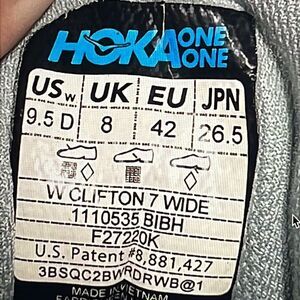 HOKA ONE ONE
USw UK EU JPN
9.5 D 8 42 26.5
W CLIFTON 7 WIDE
1110535 BIBH
F27220K
U.S. Patent #8,881,427
3BSQC2BWRDRWB@1
MADE IN VIETNAM